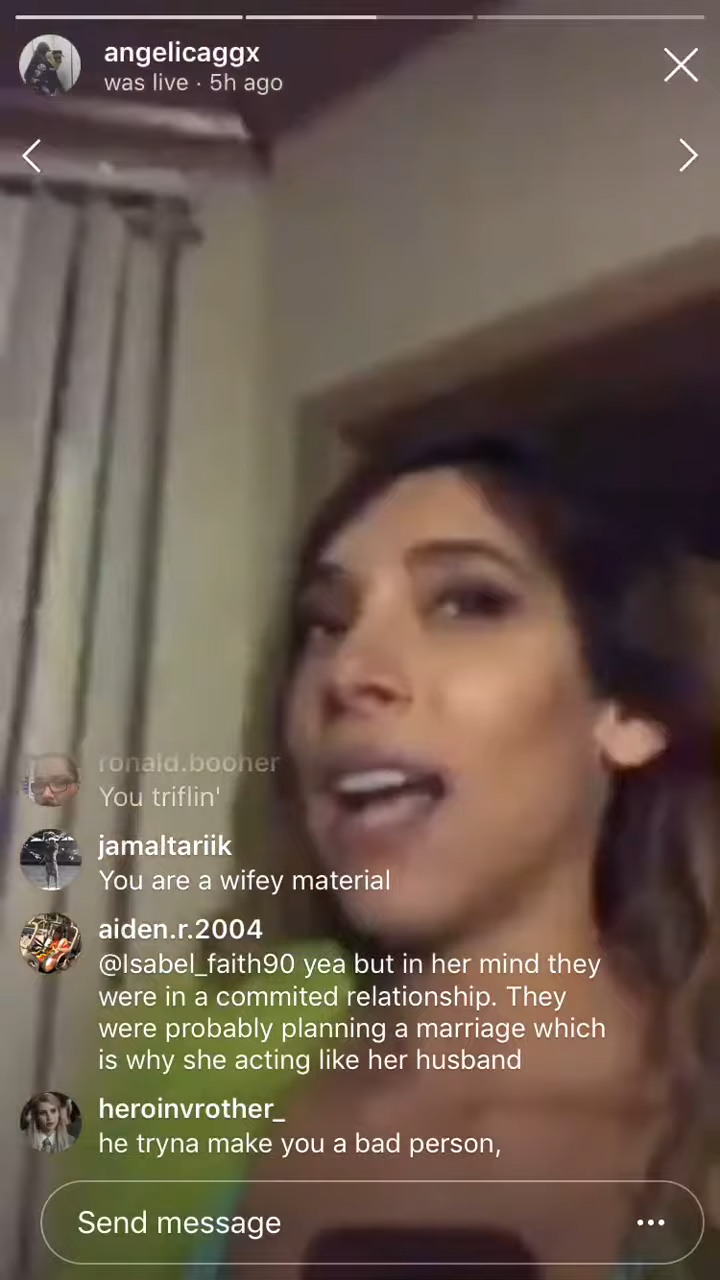 angelicaggx
was live · 5h ago
ronald.booher
You triflin'
jamaltariik
You are a wifey material
aiden.r.2004
@Isabel_faith90 yea but in her mind they
were in a commited relationship. They
were probably planning a marriage which
is why she acting like her husband
heroinvrother_
he tryna make you a bad person,
Send message